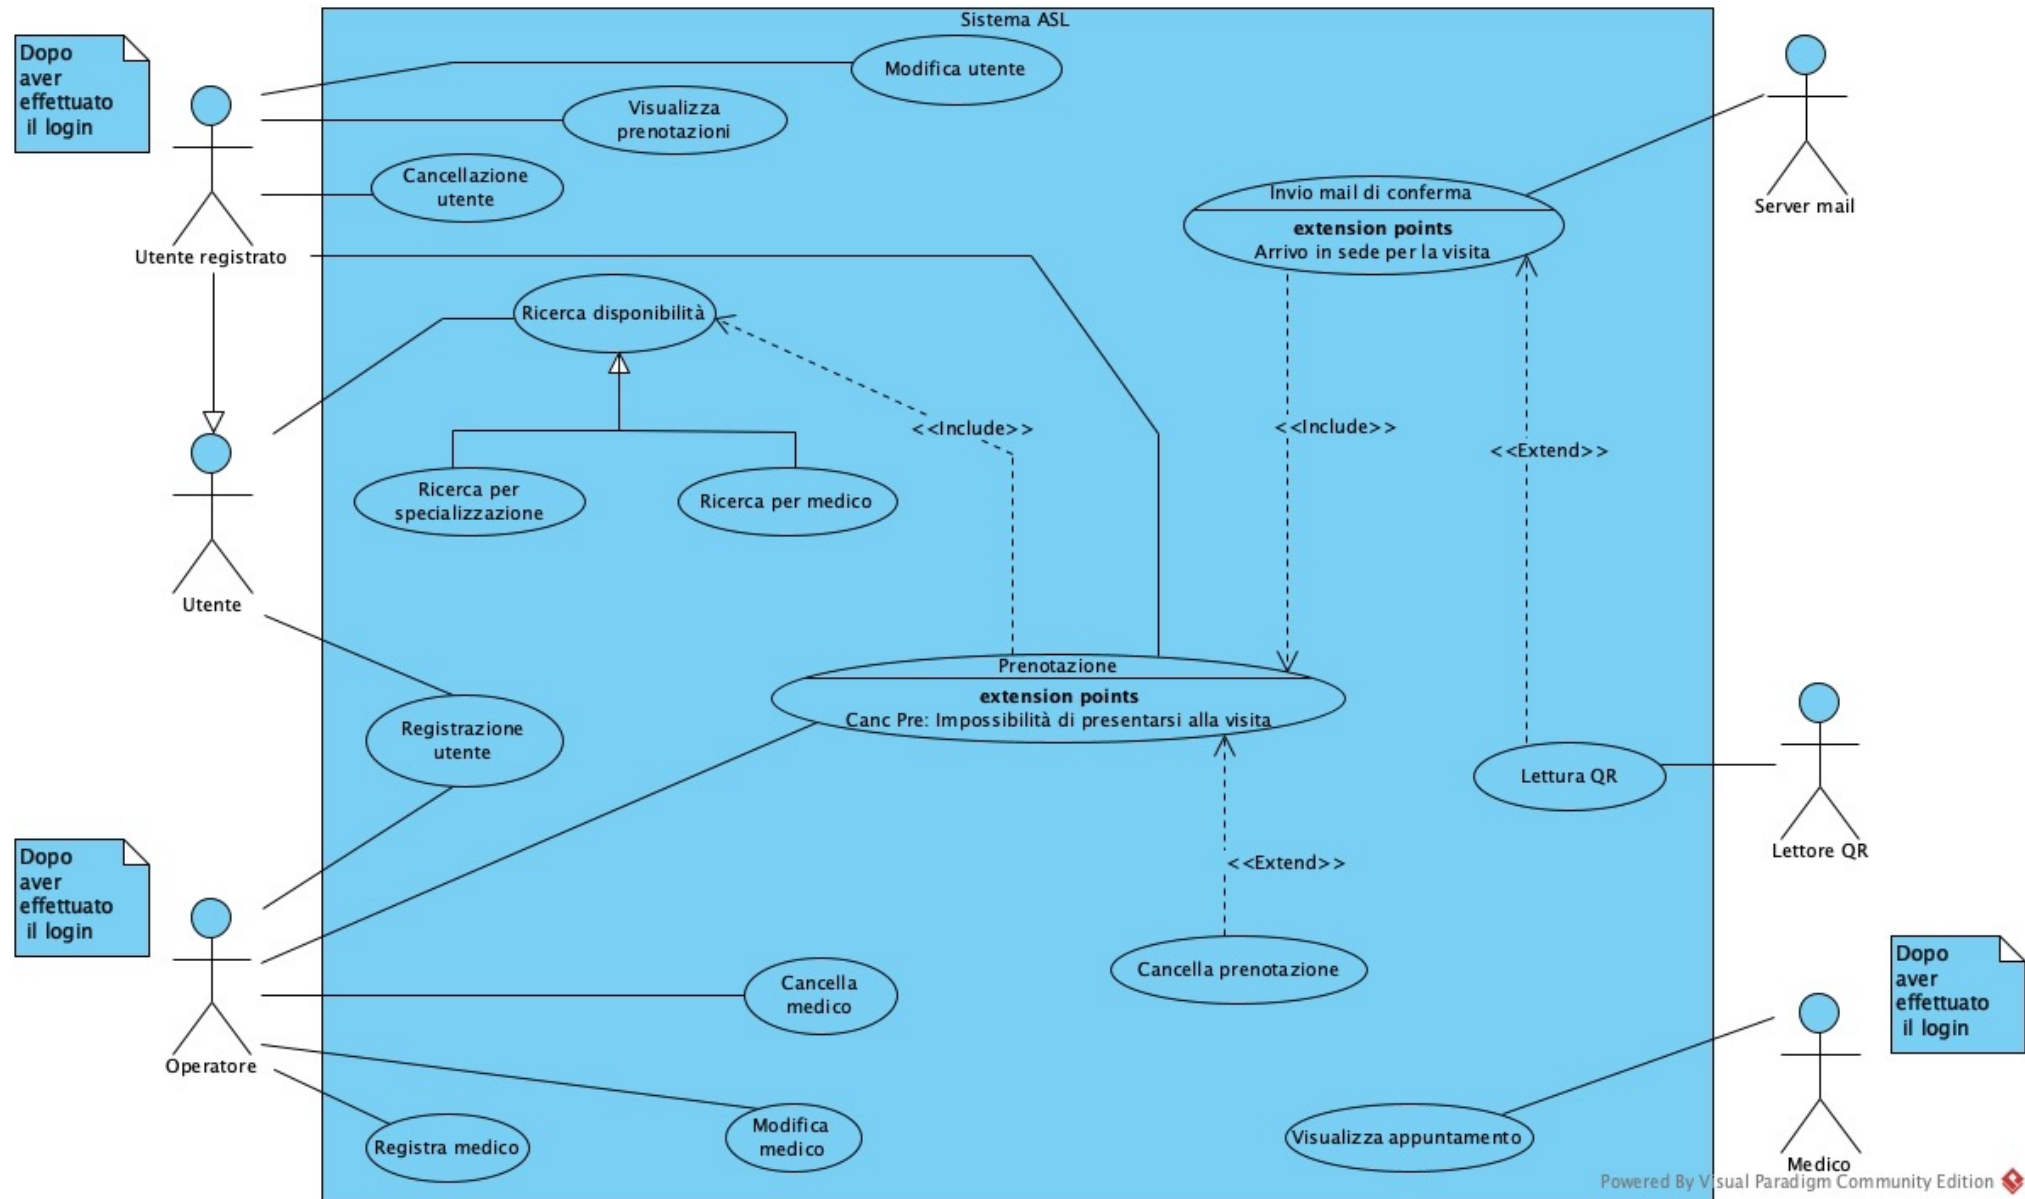 Sistema ASL
Dopo
aver
effettuato
il login
Modifica utente
Visualizza
prenotazioni
Cancellazione
utente
Utente registrato
Invio mail di conferma
extension points
Arrivo in sede per la visita
Server mail
Ricerca disponibilità
<<Include>>
<<Include>>
<<Extend>>
Ricerca per
specializzazione
Ricerca per medico
Utente
Prenotazione
extension points
Canc Pre: Impossibilità di presentarsi alla visita
Registrazione
utente
Lettura QR
Lettore QR
Dopo
aver
effettuato
il login
<<Extend>>
Cancella prenotazione
Cancella
medico
Operatore
Dopo
aver
effettuato
il login
Registra medico
Modifica
medico
Visualizza appuntamento
Medico
Powered By Visual Paradigm Community Edition